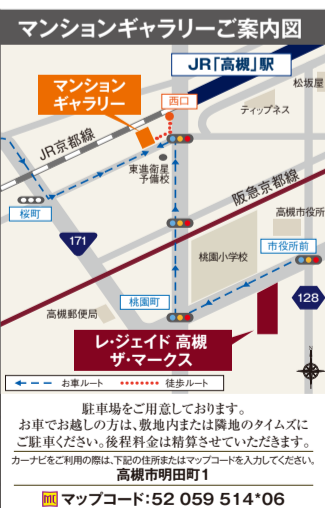 マンションギャラリーご案内図
JR「高槻」駅
松坂屋
マンション
ギャラリー
西口
ティップネス
JR京都線
東進衛星
予備校
阪急京都線
桜町
高槻市役所
171
桃園小学校
市役所前
桃園町
128
高槻郵便局
レ・ジェイド 高槻
ザ・マークス
お車ルート 徒歩ルート
駐車場をご用意しております。
お車でお越しの方は、敷地内または隣地のタイムズに
ご駐車ください。後程料金は精算させていただきます。
カーナビをご利用の際は、下記の住所またはマップコードを入力してください。
高槻市明田町1
マップコード:52 059 514*06